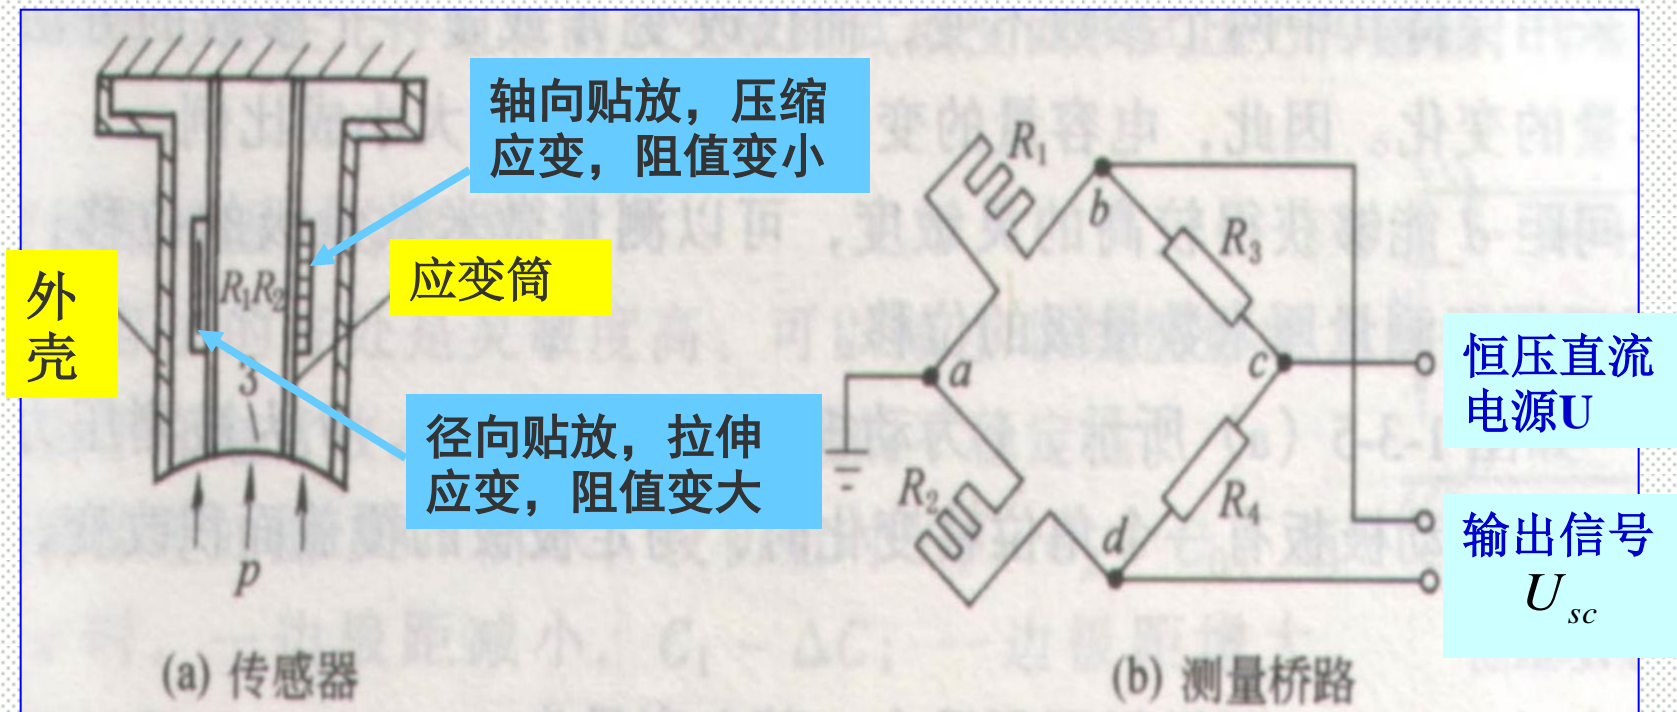 轴向贴放，压缩
应变，阻值变小
外
壳
应变筒
R₁R₂
3
径向贴放，拉伸
应变，阻值变大
p
(a) 传感器
R₁
b
R₃
a
c
R₂
d
R₄
恒压直流
电源U
输出信号
U sc
(b) 测量桥路